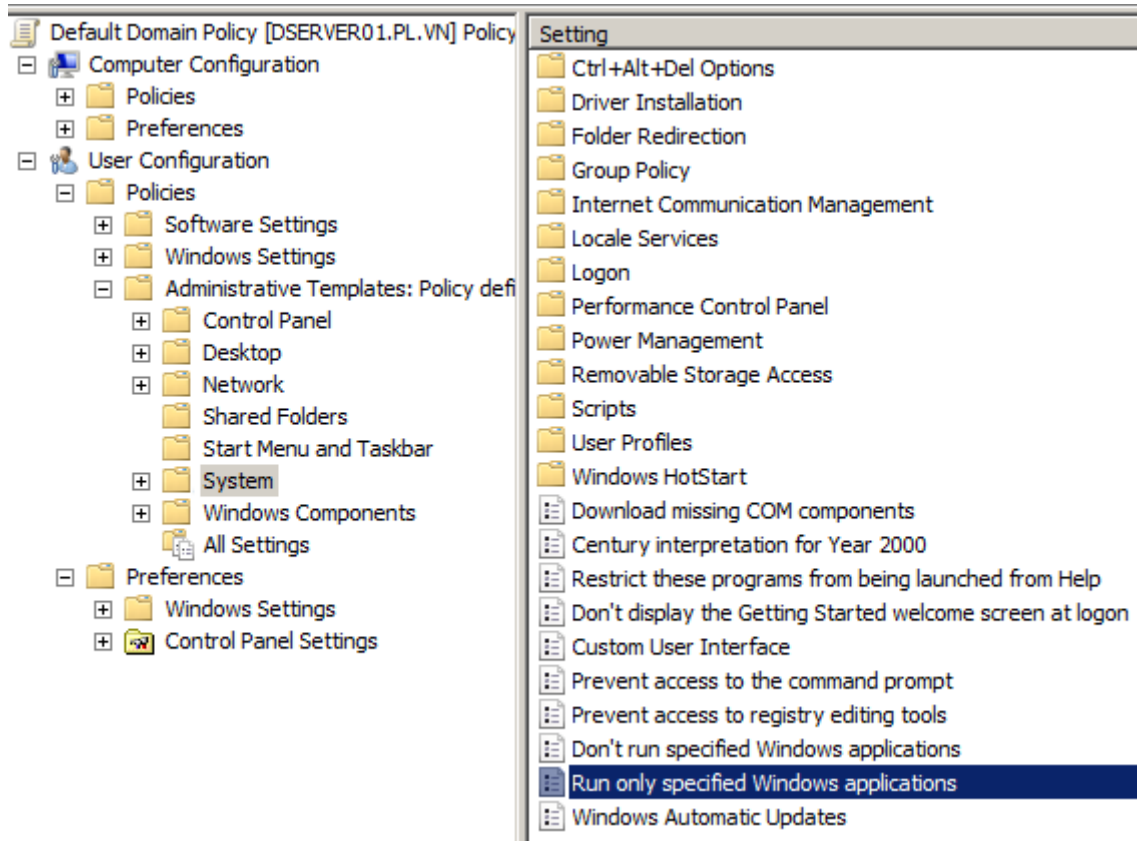 Default Domain Policy [DSERVER01.PL.VN] Policy
Computer Configuration
Policies
Preferences
User Configuration
Policies
Software Settings
Windows Settings
Administrative Templates: Policy defi
Control Panel
Desktop
Network
Shared Folders
Start Menu and Taskbar
System
Windows Components
All Settings
Preferences
Windows Settings
Control Panel Settings
Setting
Ctrl+Alt+Del Options
Driver Installation
Folder Redirection
Group Policy
Internet Communication Management
Locale Services
Logon
Performance Control Panel
Power Management
Removable Storage Access
Scripts
User Profiles
Windows HotStart
Download missing COM components
Century interpretation for Year 2000
Restrict these programs from being launched from Help
Don't display the Getting Started welcome screen at logon
Custom User Interface
Prevent access to the command prompt
Prevent access to registry editing tools
Don't run specified Windows applications
Run only specified Windows applications
Windows Automatic Updates